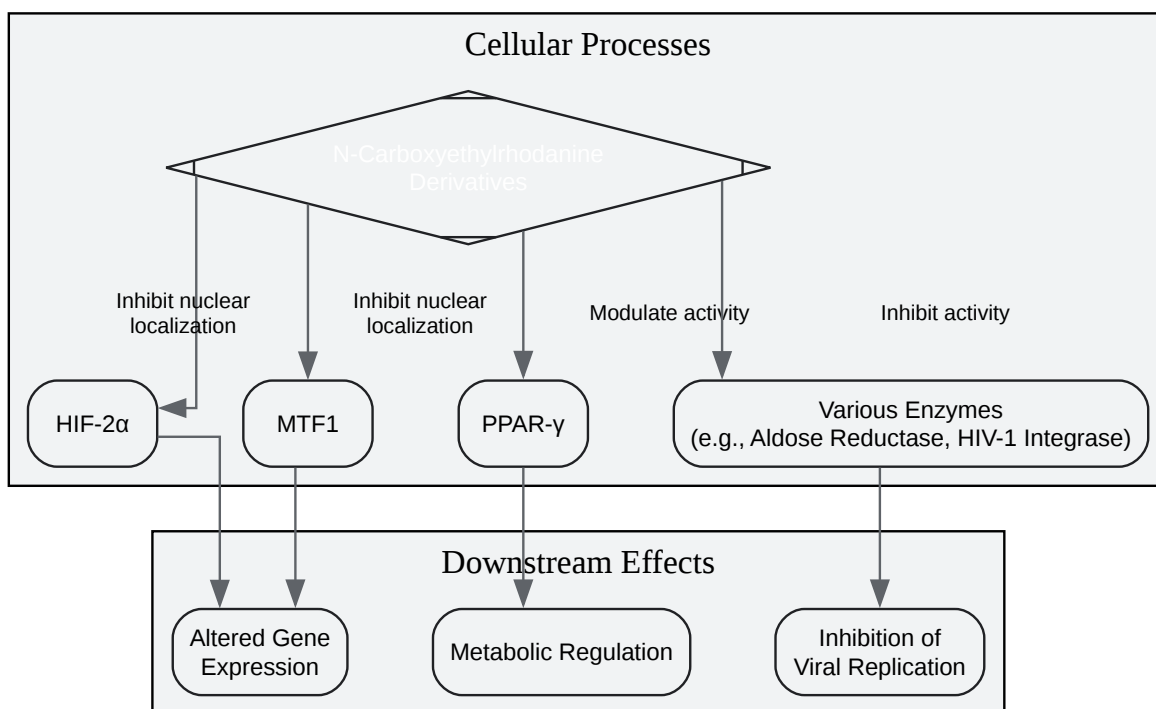 Cellular Processes
N-Carboxyethylrhodanine
Derivatives
Inhibit nuclear
localization
Inhibit nuclear
localization
Modulate activity
Inhibit activity
HIF-2α
MTF1
PPAR-γ
Various Enzymes
(e.g., Aldose Reductase, HIV-1 Integrase)
Downstream Effects
Altered Gene
Expression
Metabolic Regulation
Inhibition of
Viral Replication